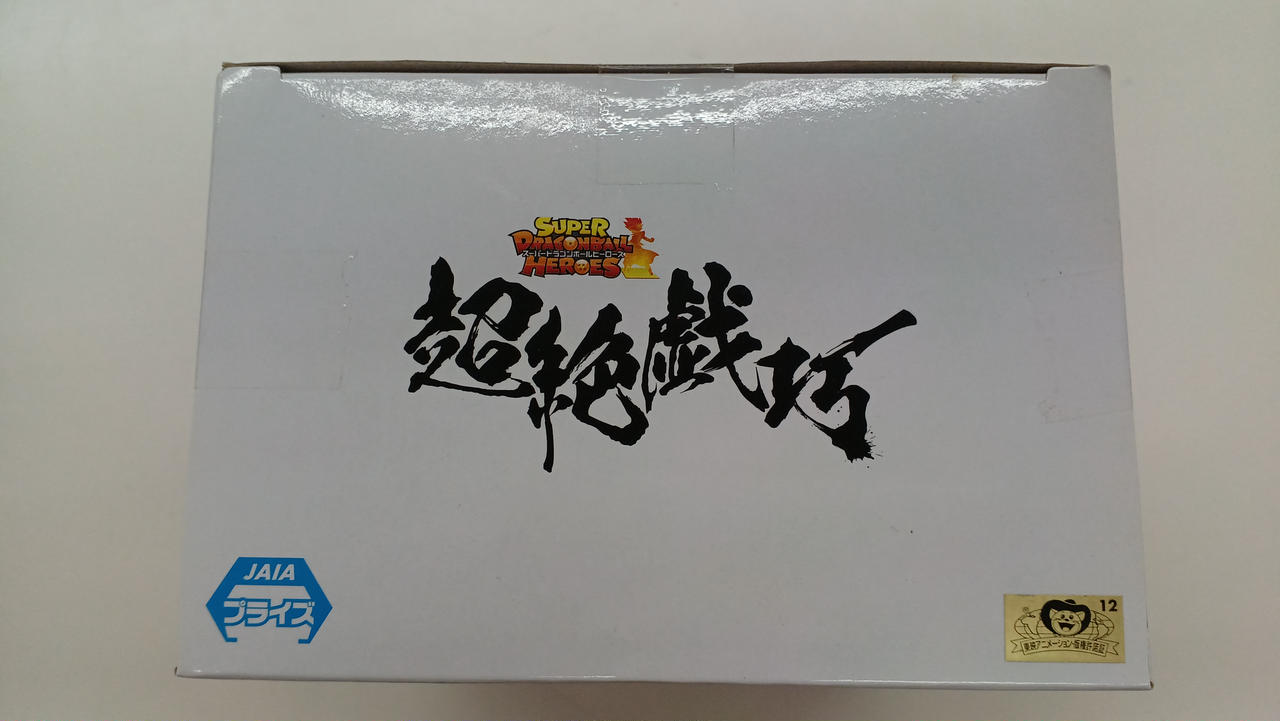 SUPER
DRAGONBALL
スーパードラゴンボールヒーローズ
HEROES
超絶戯巧
JAIA
プライズ
12
®
東映アニメーション・版権許諾証